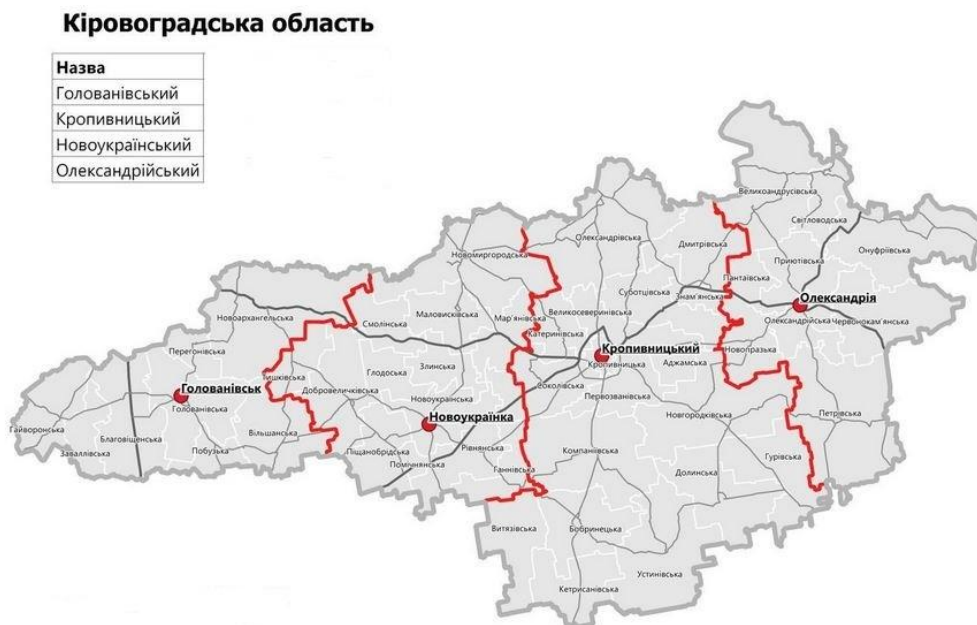 Кіровоградська область
Назва
Голованівський
Кропивницький
Новоукраїнський
Олександрійський
Великоандрусівська
Світловодська
Онуфріївська
Олександрівська
Дмитрівська
Приютівська
Новомиргородська
Пантаївська
Суботцівська
Знам'янська
Олександрія
Новоархангельська
Смолінська
Маловисківська
Мар'янівська
Великосеверинівська
Олександрійська
Червонокам'янська
Катеринівська
Перегонівська
Кропивницький
Новопразька
Аджамська
Кропивницька
Злинська
Глодоська
Тишківська
Голованівськ
Добровеличківська
Соколівська
Первозванівська
Новоукраїнська
Голованівська
Новоукраїнка
Новгородківська
Петрівська
Гайворонська
Вільшанська
Благовіщенська
Рівнянська
Завалівська
Побузька
Піщанобрідська
Компаніївська
Гурівська
Помічнянська
Ганнівська
Долинська
Витязівська
Бобринецька
Устинівська
Кетрисанівська